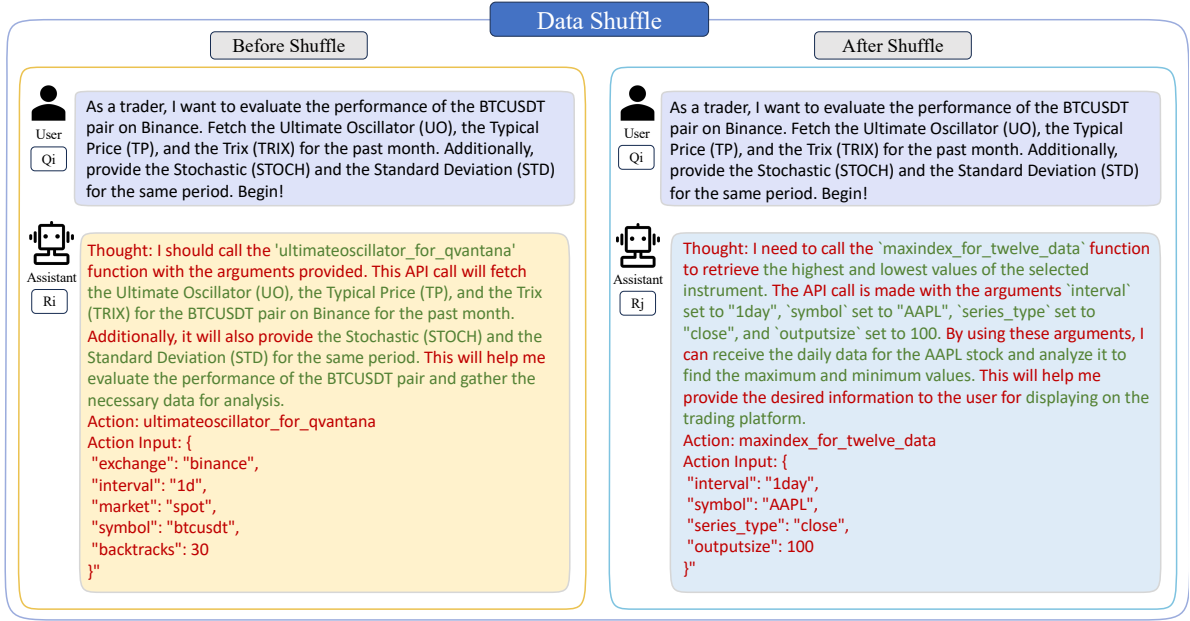 Data Shuffle
Before Shuffle
User
Qi
As a trader, I want to evaluate the performance of the BTCUSDT
pair on Binance. Fetch the Ultimate Oscillator (UO), the Typical
Price (TP), and the Trix (TRIX) for the past month. Additionally,
provide the Stochastic (STOCH) and the Standard Deviation (STD)
for the same period. Begin!
Assistant
Ri
Thought: I should call the 'ultimateoscillator_for_qvantana'
function with the arguments provided. This API call will fetch
the Ultimate Oscillator (UO), the Typical Price (TP), and the Trix
(TRIX) for the BTCUSDT pair on Binance for the past month.
Additionally, it will also provide the Stochastic (STOCH) and the
Standard Deviation (STD) for the same period. This will help me
evaluate the performance of the BTCUSDT pair and gather the
necessary data for analysis.
Action: ultimateoscillator_for_qvantana
Action Input: {
"exchange": "binance",
"interval": "1d",
"market": "spot",
"symbol": "btcusdt",
"backtracks": 30
}"
After Shuffle
User
Qi
As a trader, I want to evaluate the performance of the BTCUSDT
pair on Binance. Fetch the Ultimate Oscillator (UO), the Typical
Price (TP), and the Trix (TRIX) for the past month. Additionally,
provide the Stochastic (STOCH) and the Standard Deviation (STD)
for the same period. Begin!
Assistant
Rj
Thought: I need to call the `maxindex_for_twelve_data` function
to retrieve the highest and lowest values of the selected
instrument. The API call is made with the arguments `interval`
set to "1day", `symbol` set to "AAPL", `series_type` set to
"close", and `outputsize` set to 100. By using these arguments, I
can receive the daily data for the AAPL stock and analyze it to
find the maximum and minimum values. This will help me
provide the desired information to the user for displaying on the
trading platform.
Action: maxindex_for_twelve_data
Action Input: {
"interval": "1day",
"symbol": "AAPL",
"series_type": "close",
"outputsize": 100
}"